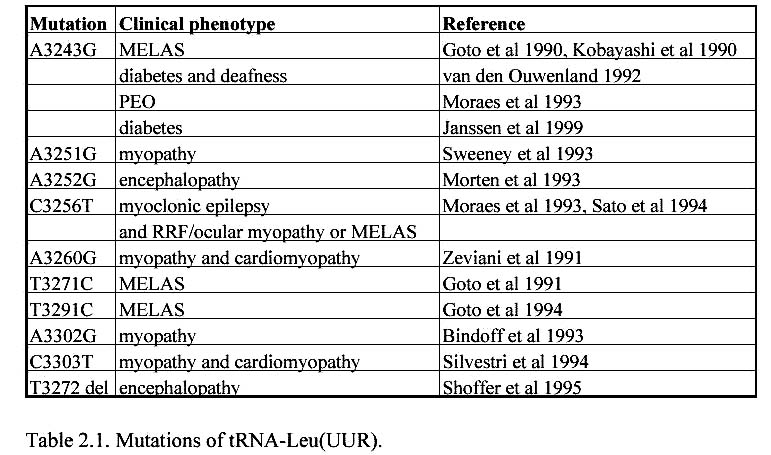 Mutation Clinical phenotype Reference
A3243G MELAS Goto et al 1990, Kobayashi et al 1990
diabetes and deafness van den Ouwenland 1992
PEO Moraes et al 1993
diabetes Janssen et al 1999
A3251G myopathy Sweeney et al 1993
A3252G encephalopathy Morten et al 1993
C3256T myoclonic epilepsy Moraes et al 1993, Sato et al 1994
and RRF/ocular myopathy or MELAS
A3260G myopathy and cardiomyopathy Zeviani et al 1991
T3271C MELAS Goto et al 1991
T3291C MELAS Goto et al 1994
A3302G myopathy Bindoff et al 1993
C3303T myopathy and cardiomyopathy Silvestri et al 1994
T3272 del encephalopathy Shoffer et al 1995
Table 2.1. Mutations of tRNA-Leu(UUR).